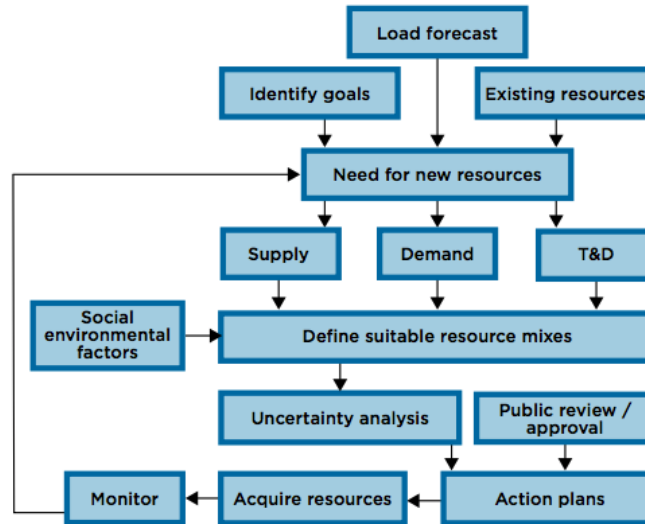 Load forecast
Identify goals
Existing resources
Need for new resources
Supply
Demand
T&D
Social
environmental
factors
Define suitable resource mixes
Uncertainty analysis
Public review /
approval
Monitor
Acquire resources
Action plans